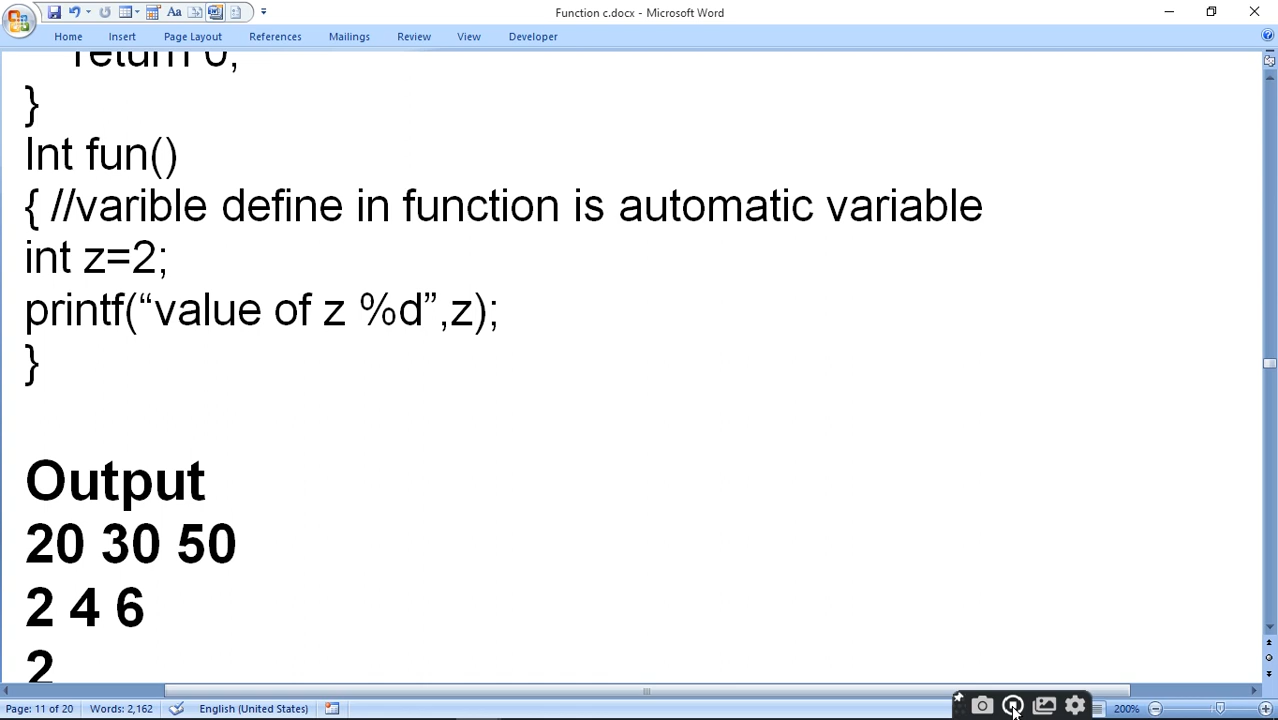 Function c.docx - Microsoft Word
Home Insert Page Layout References Mailings Review View Developer
return 0;
}
Int fun()
{ //varible define in function is automatic variable
int z=2;
printf(“value of z %d”,z);
}
Output
20 30 50
2 4 6
2
Page: 11 of 20 Words: 2,162 English (United States) 200%